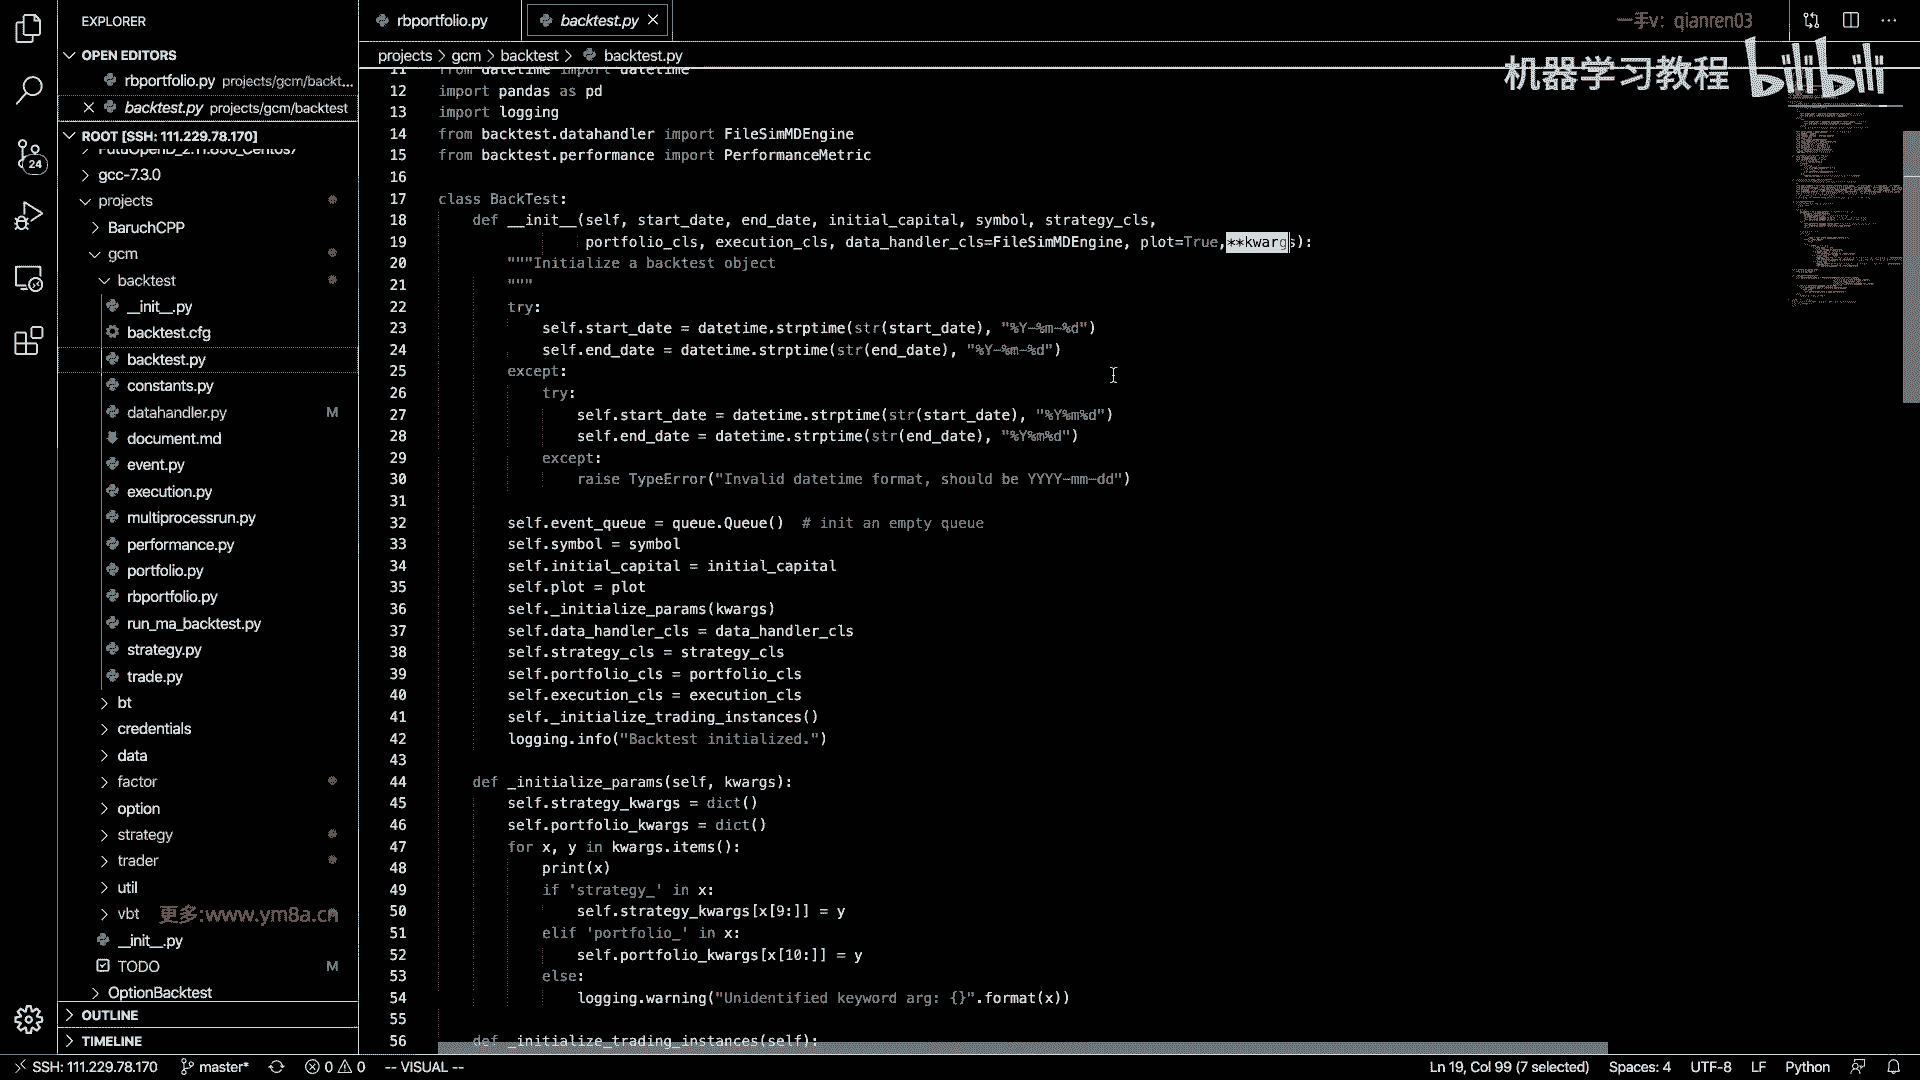 EXPLORER
OPEN EDITORS
rbportfolio.py projects/gcm/backt...
backtest.py projects/gcm/backtest
ROOT [SSH: 111.229.78.170]
gcc-7.3.0
projects
BaruchCPP
gcm
backtest
__init__.py
backtest.cfg
backtest.py
constants.py
datahandler.py M
document.md
event.py
execution.py
multiprocessrun.py
performance.py
portfolio.py
rbportfolio.py
run_ma_backtest.py
strategy.py
trade.py
bt
credentials
data
factor
option
strategy
trader
util
vbt
更多:www.ym8a.cn
__init__.py
TODO M
OptionBacktest
OUTLINE
TIMELINE
24
rbportfolio.py
backtest.py
一手v: qianren03
机器学习教程 bilibili
projects > gcm > backtest > backtest.py
11 from datetime import datetime
12 import pandas as pd
13 import logging
14 from backtest.datahandler import FileSimMDEngine
15 from backtest.performance import PerformanceMetric
16
17 class BackTest:
18     def __init__(self, start_date, end_date, initial_capital, symbol, strategy_cls,
19                  portfolio_cls, execution_cls, data_handler_cls=FileSimMDEngine, plot=True,**kwargs):
20         """Initialize a backtest object
21         """
22         try:
23             self.start_date = datetime.strptime(str(start_date), "%Y-%m-%d")
24             self.end_date = datetime.strptime(str(end_date), "%Y-%m-%d")
25         except:
26             try:
27                 self.start_date = datetime.strptime(str(start_date), "%Y%m%d")
28                 self.end_date = datetime.strptime(str(end_date), "%Y%m%d")
29             except:
30                 raise TypeError("Invalid datetime format, should be YYYY-mm-dd")
31
32         self.event_queue = queue.Queue()  # init an empty queue
33         self.symbol = symbol
34         self.initial_capital = initial_capital
35         self.plot = plot
36         self._initialize_params(kwargs)
37         self.data_handler_cls = data_handler_cls
38         self.strategy_cls = strategy_cls
39         self.portfolio_cls = portfolio_cls
40         self.execution_cls = execution_cls
41         self._initialize_trading_instances()
42         logging.info("Backtest initialized.")
43
44     def _initialize_params(self, kwargs):
45         self.strategy_kwargs = dict()
46         self.portfolio_kwargs = dict()
47         for x, y in kwargs.items():
48             print(x)
49             if 'strategy_' in x:
50                 self.strategy_kwargs[x[9:]] = y
51             elif 'portfolio_' in x:
52                 self.portfolio_kwargs[x[10:]] = y
53             else:
54                 logging.warning("Unidentified keyword arg: {}".format(x))
55
56     def _initialize_trading_instances(self):
SSH: 111.229.78.170 master* 0 0 -- VISUAL -- Ln 19, Col 99 (7 selected) Spaces: 4 UTF-8 LF Python